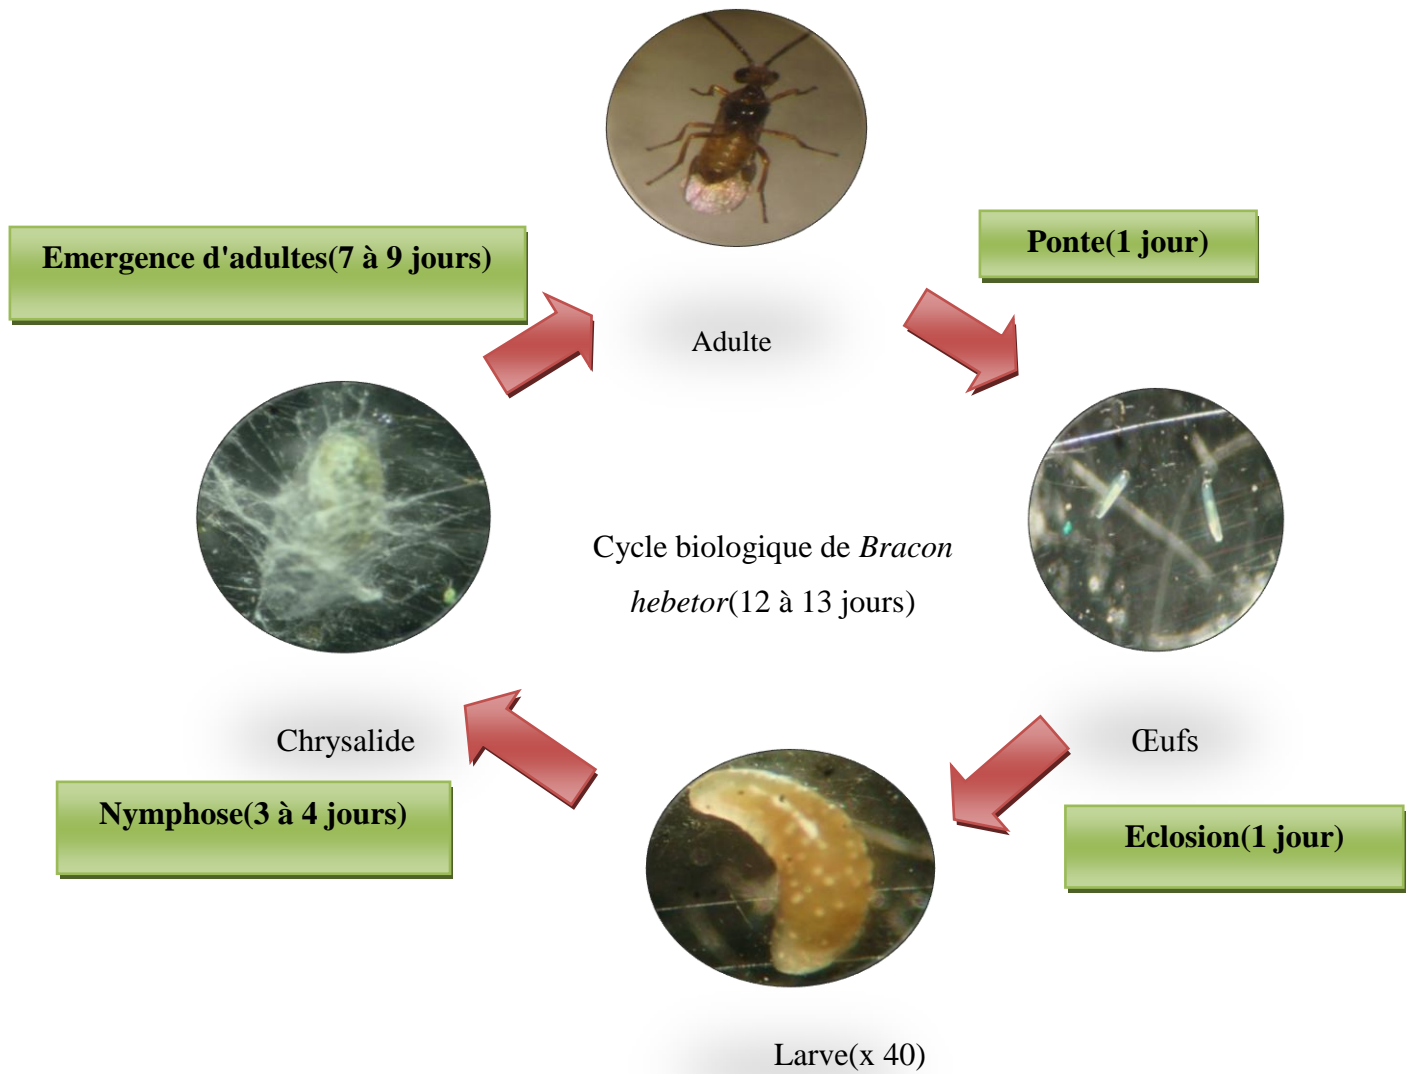 Emergence d'adultes(7 à 9 jours)
Ponte(1 jour)
Adulte
Cycle biologique de Bracon
hebetor(12 à 13 jours)
Chrysalide
Œufs
Nymphose(3 à 4 jours)
Eclosion(1 jour)
Larve(x 40)